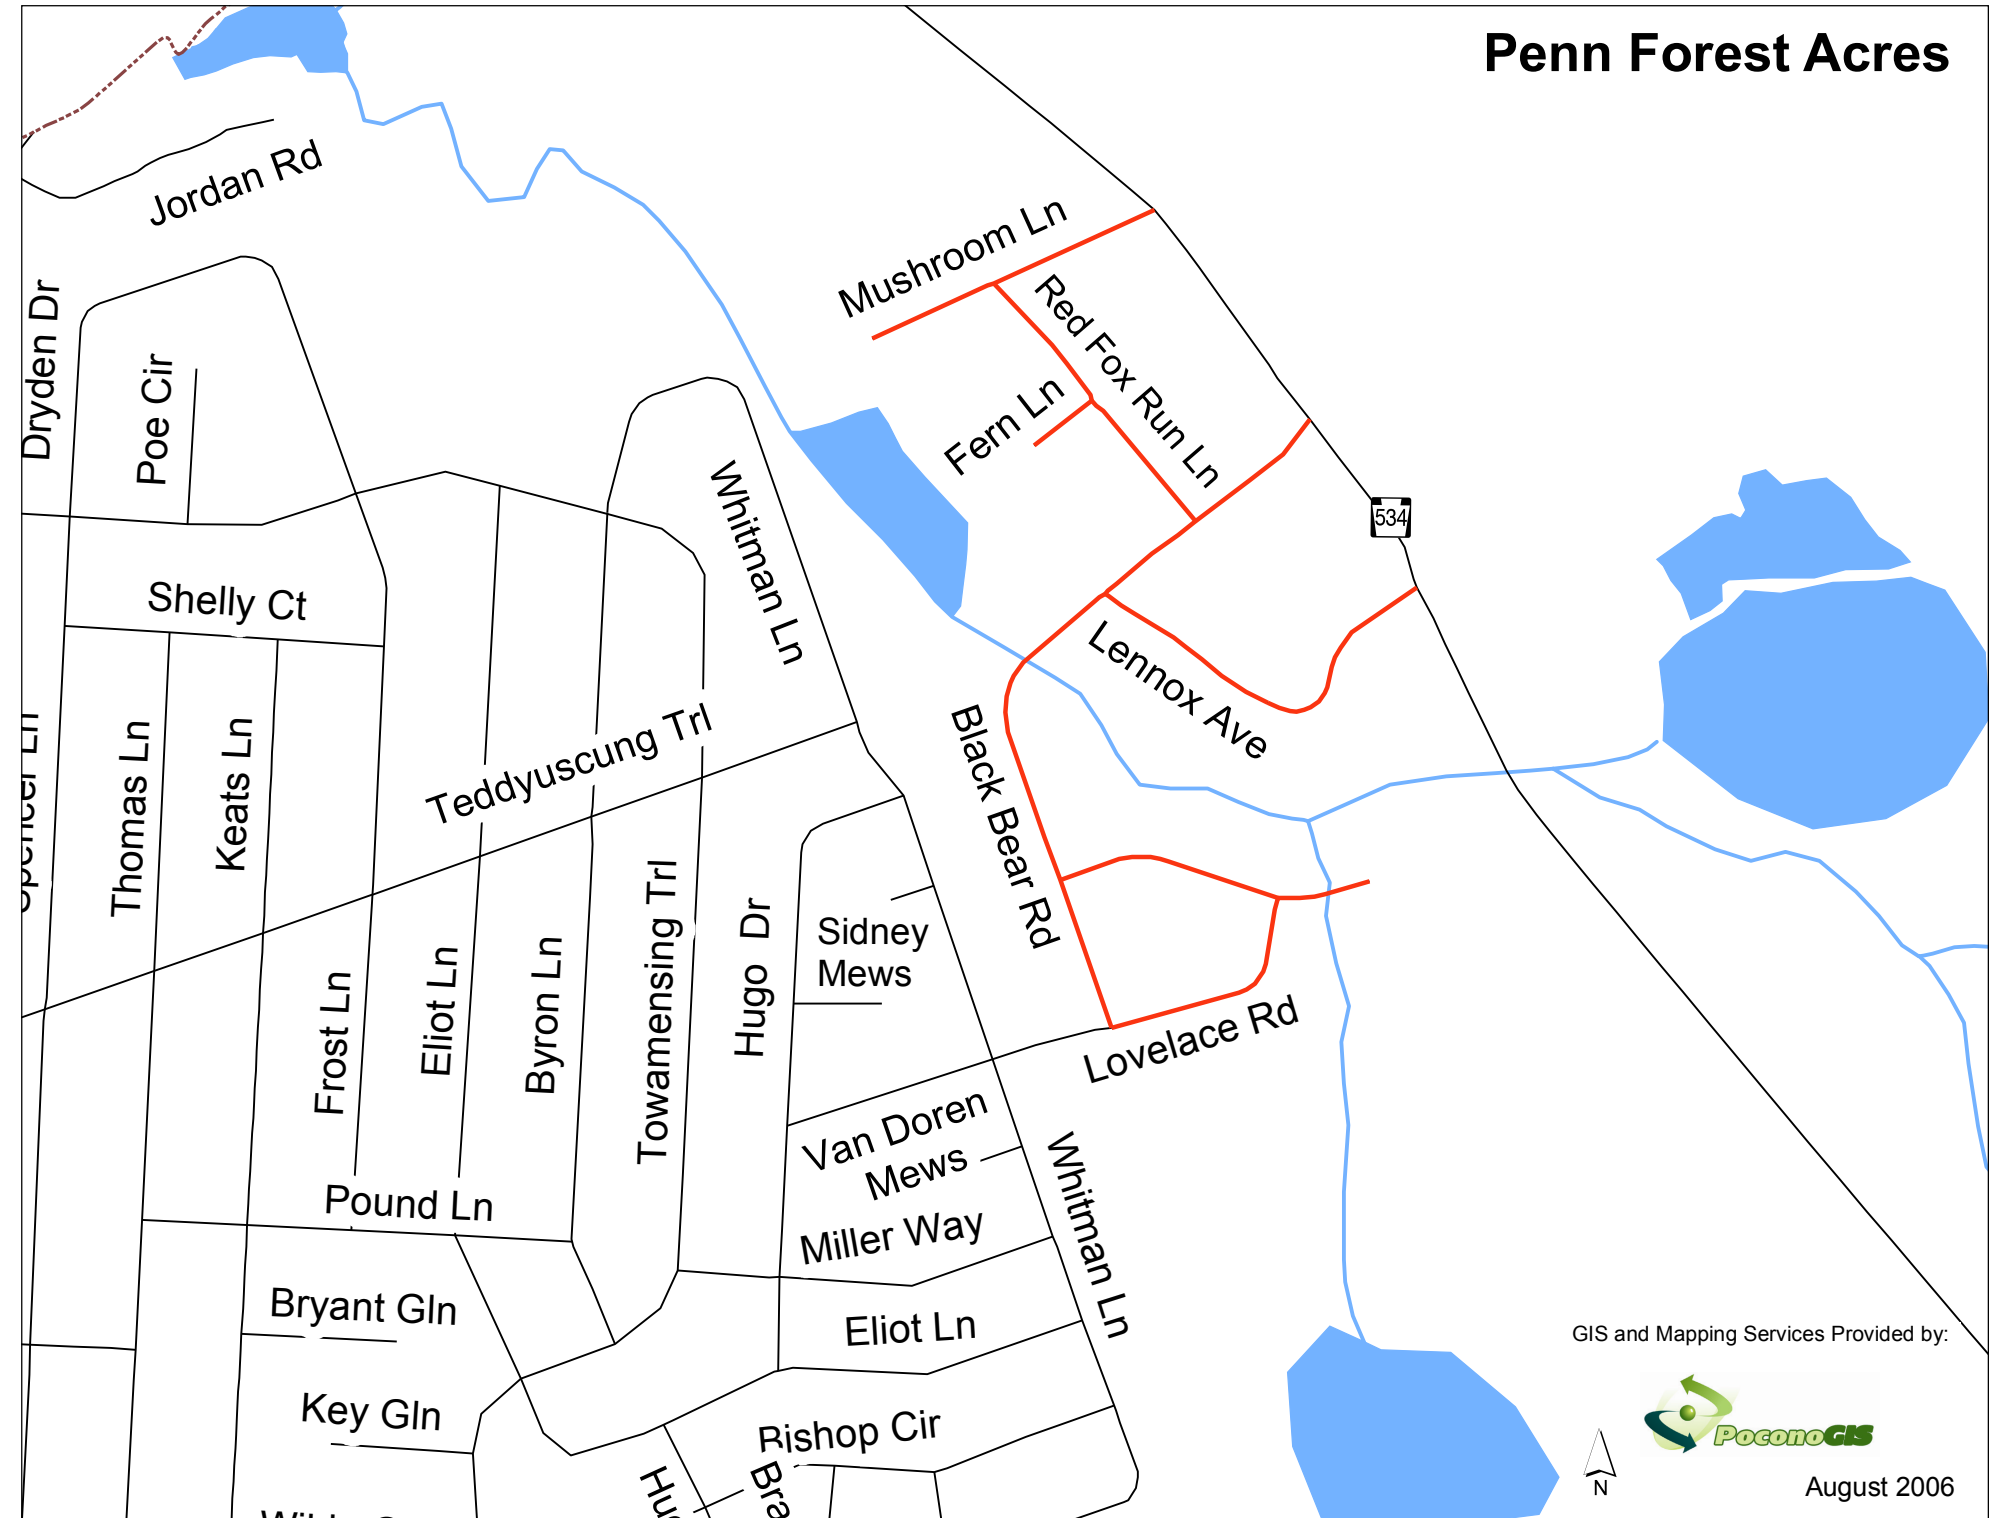 Penn Forest Acres
Jordan Rd
Mushroom Ln
Red Fox Run Ln
Dryden Dr
Poe Cir
Fern Ln
Whitman Ln
534
Shelly Ct
Lennox Ave
Teddyuscung Trl
Thomas Ln
Keats Ln
Black Bear Rd
Towamensing Trl
Hugo Dr
Sidney
Mews
Frost Ln
Eliot Ln
Byron Ln
Lovelace Rd
Van Doren
Mews
Whitman Ln
Pound Ln
Miller Way
Bryant Gln
Eliot Ln
Key Gln
Bishop Cir
GIS and Mapping Services Provided by:
PoconoGIS
N
August 2006